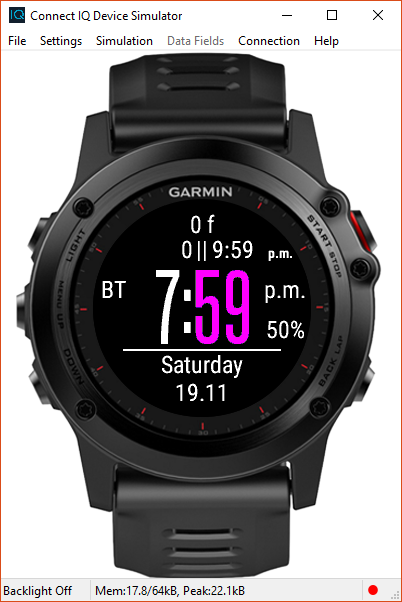 Connect IQ Device Simulator
File Settings Simulation Data Fields Connection Help
GARMIN
LIGHT
START STOP
MENU UP
DOWN
BACK LAP
0 f
0 || 9:59 p.m.
BT 7:59 p.m.
50%
Saturday
19.11
30
Backlight Off Mem:17.8/64kB, Peak:22.1kB